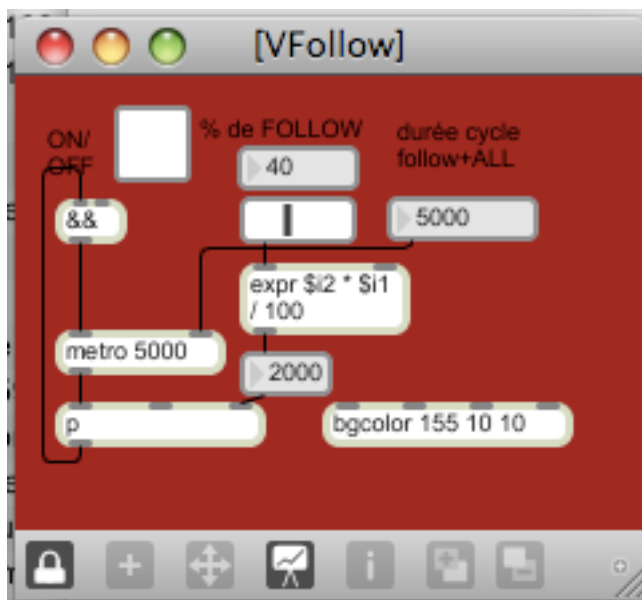 [VFollow]
ON/
OFF
% de FOLLOW
durée cycle
follow+ALL
40
&&
5000
expr $i2 * $i1
/ 100
metro 5000
2000
p
bgcolor 155 10 10